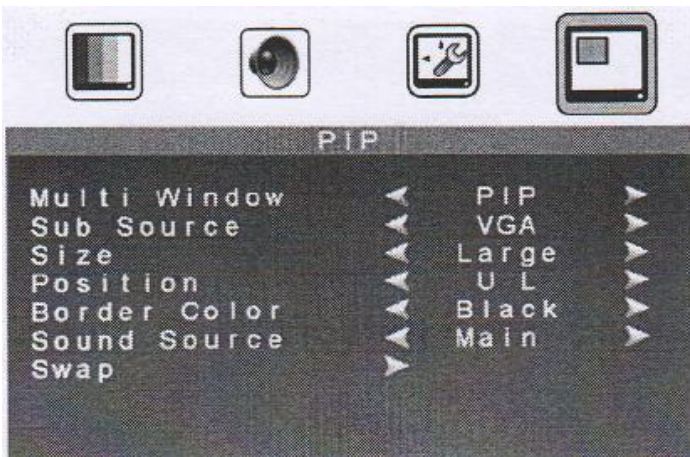 PIP
Multi Window PIP
Sub Source VGA
Size Large
Position U L
Border Color Black
Sound Source Main
Swap